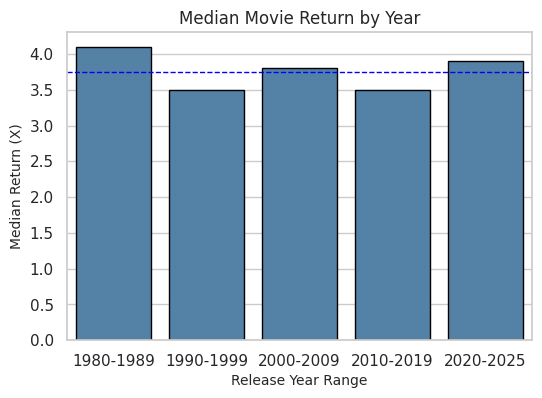 Median Movie Return by Year
Median Return (X)
4.0
3.5
3.0
2.5
2.0
1.5
1.0
0.5
0.0
1980-1989 1990-1999 2000-2009 2010-2019 2020-2025
Release Year Range